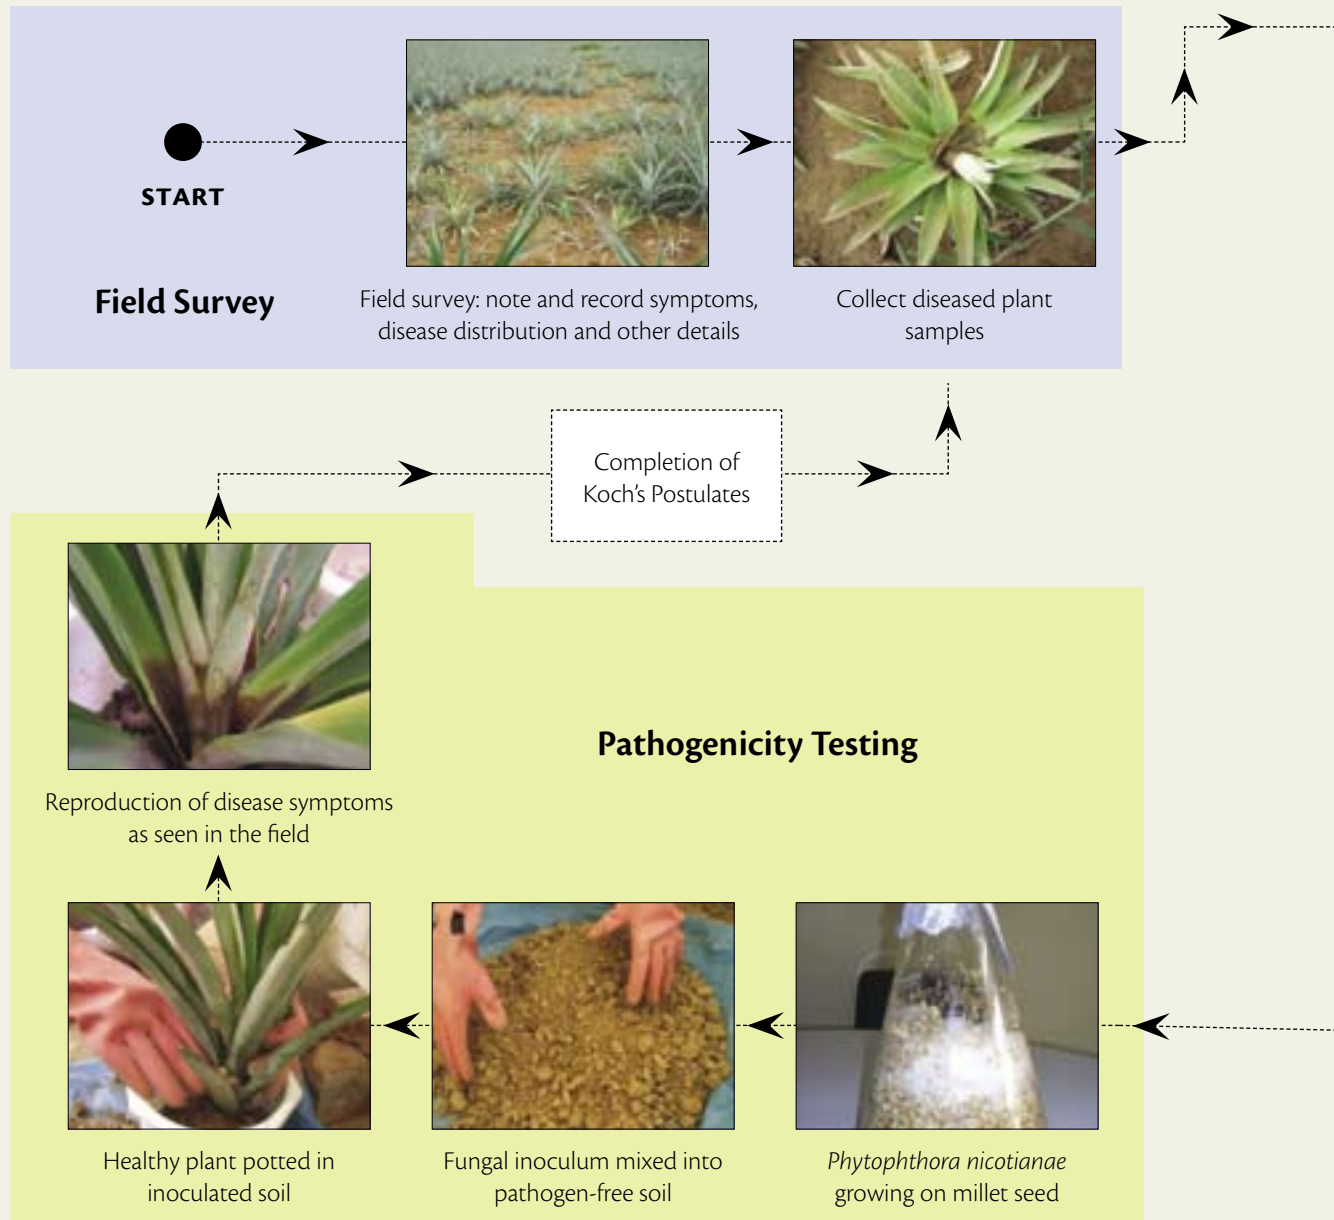 START
Field Survey
Field survey: note and record symptoms,
disease distribution and other details
Collect diseased plant
samples
Completion of
Koch's Postulates
Reproduction of disease symptoms
as seen in the field
Pathogenicity Testing
Healthy plant potted in
inoculated soil
Fungal inoculum mixed into
pathogen-free soil
Phytophthora nicotianae
growing on millet seed